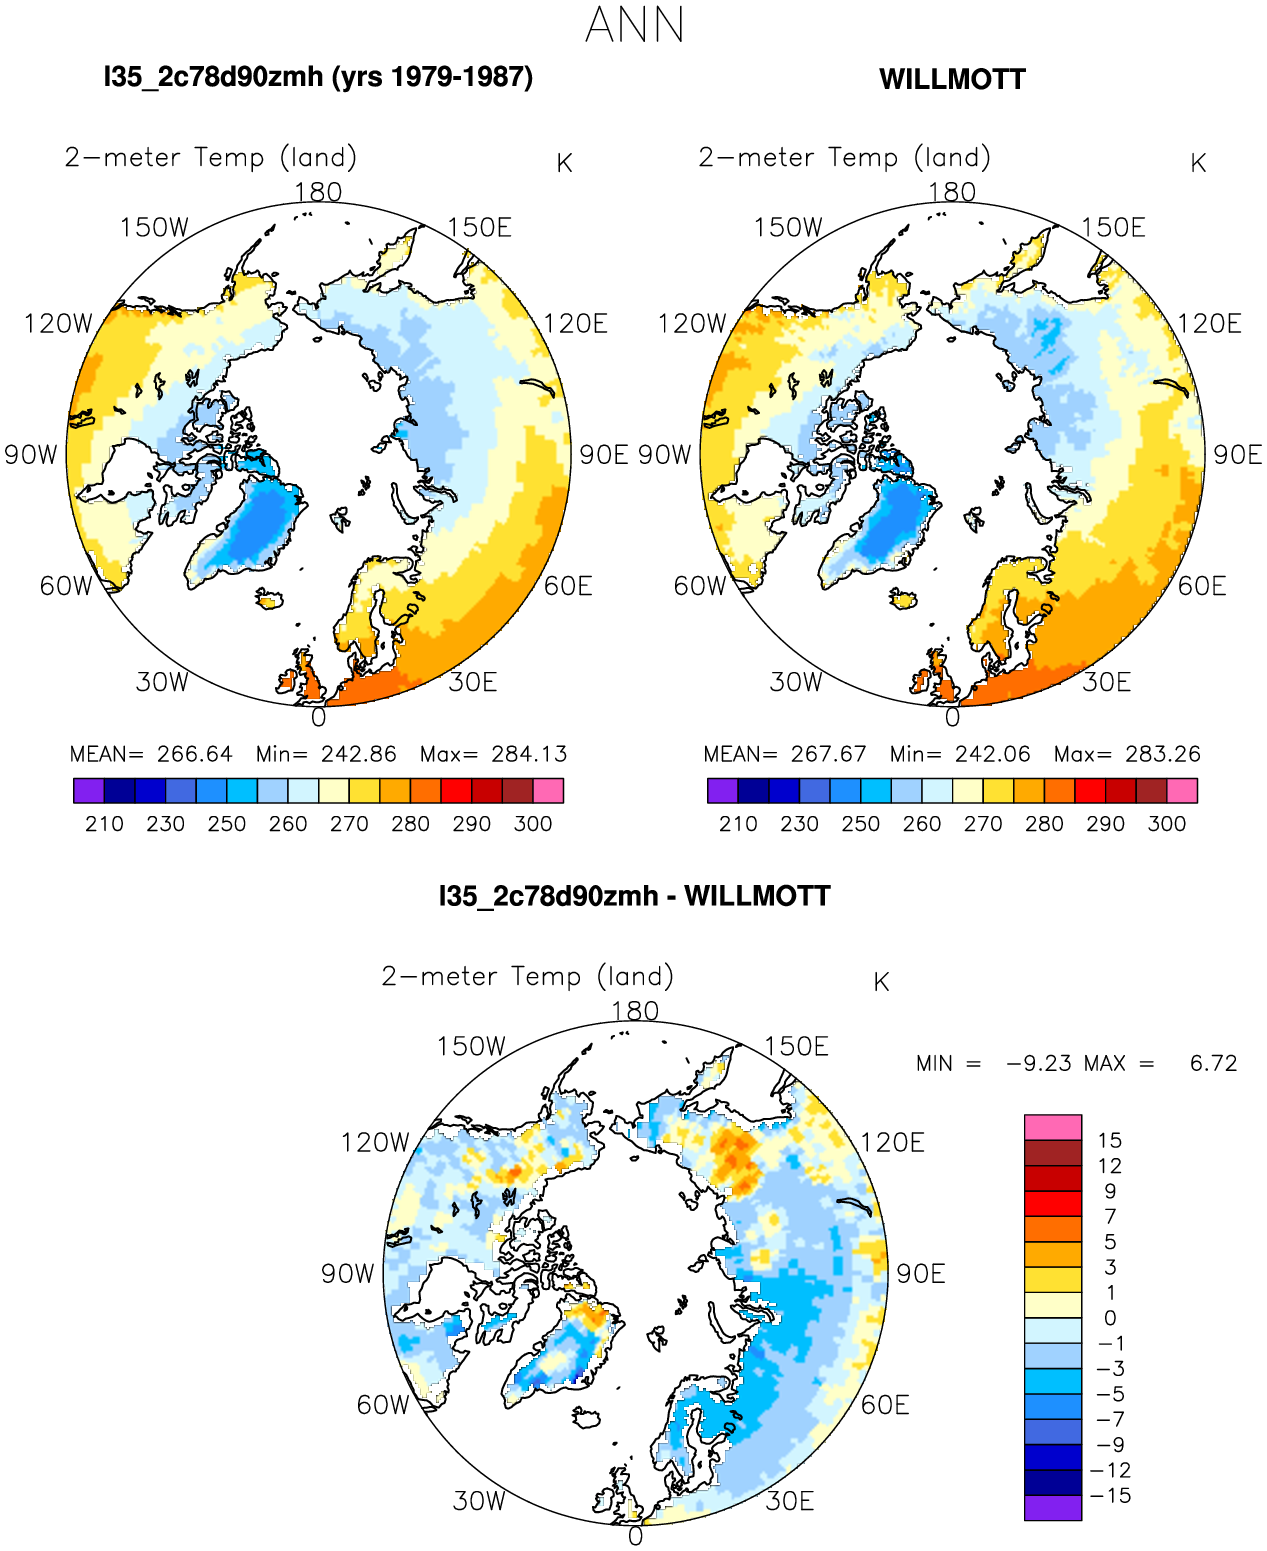 ANN
l35_2c78d90zmh (yrs 1979-1987)
WILLMOTT
2-meter Temp (land) K
2-meter Temp (land) K
180
180
150W 150E
150W 150E
120W 120E
120W 120E
90W 90E
90W 90E
60W 60E
60W 60E
30W 30E
30W 30E
0
0
MEAN= 266.64 Min= 242.86 Max= 284.13
MEAN= 267.67 Min= 242.06 Max= 283.26
210 230 250 260 270 280 290 300
210 230 250 260 270 280 290 300
l35_2c78d90zmh - WILLMOTT
2-meter Temp (land) K
180
150W 150E
MIN = -9.23 MAX = 6.72
120W 120E
90W 90E
60W 60E
30W 30E
0
15
12
9
7
5
3
1
0
-1
-3
-5
-7
-9
-12
-15